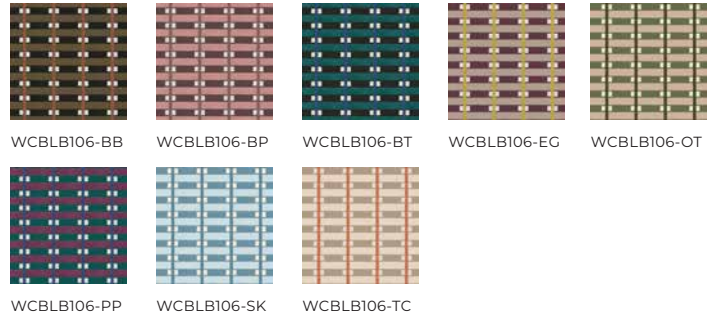 WCBLB106-BB
WCBLB106-BP
WCBLB106-BT
WCBLB106-EG
WCBLB106-OT
WCBLB106-PP
WCBLB106-SK
WCBLB106-TC